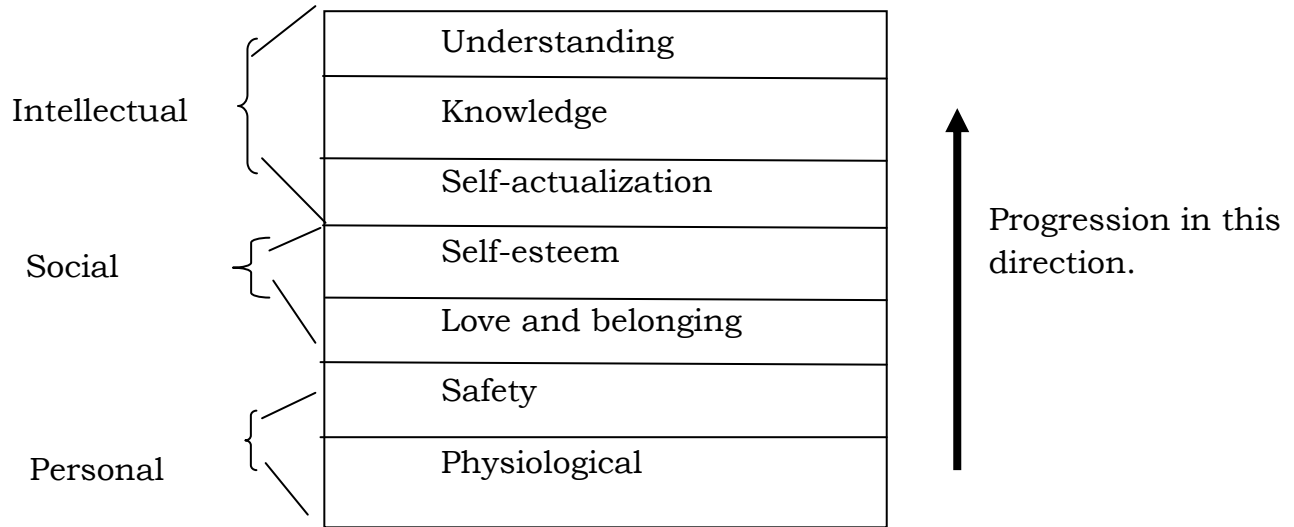 Understanding
Intellectual
Knowledge
Self-actualization
Progression in this
direction.
Social
Self-esteem
Love and belonging
Safety
Personal
Physiological